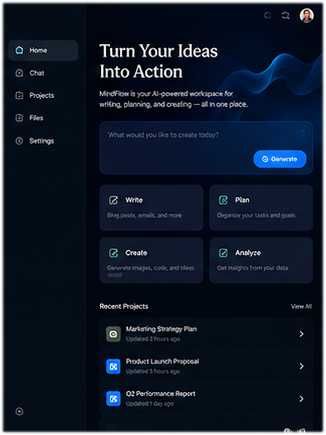 Home
Chat
Projects
Files
Settings
Turn Your Ideas
Into Action
MindFlow is your AI-powered workspace for
writing, planning, and creating — all in one place.
What would you like to create today?
Generate
Write
Blog posts, emails, and more
Plan
Organize your tasks and goals
Create
Generate images, code, and ideas
Analyze
Get insights from your data
Recent Projects
View All
Marketing Strategy Plan
Updated 2 hours ago
Product Launch Proposal
Updated 5 hours ago
Q2 Performance Report
Updated 1 day ago